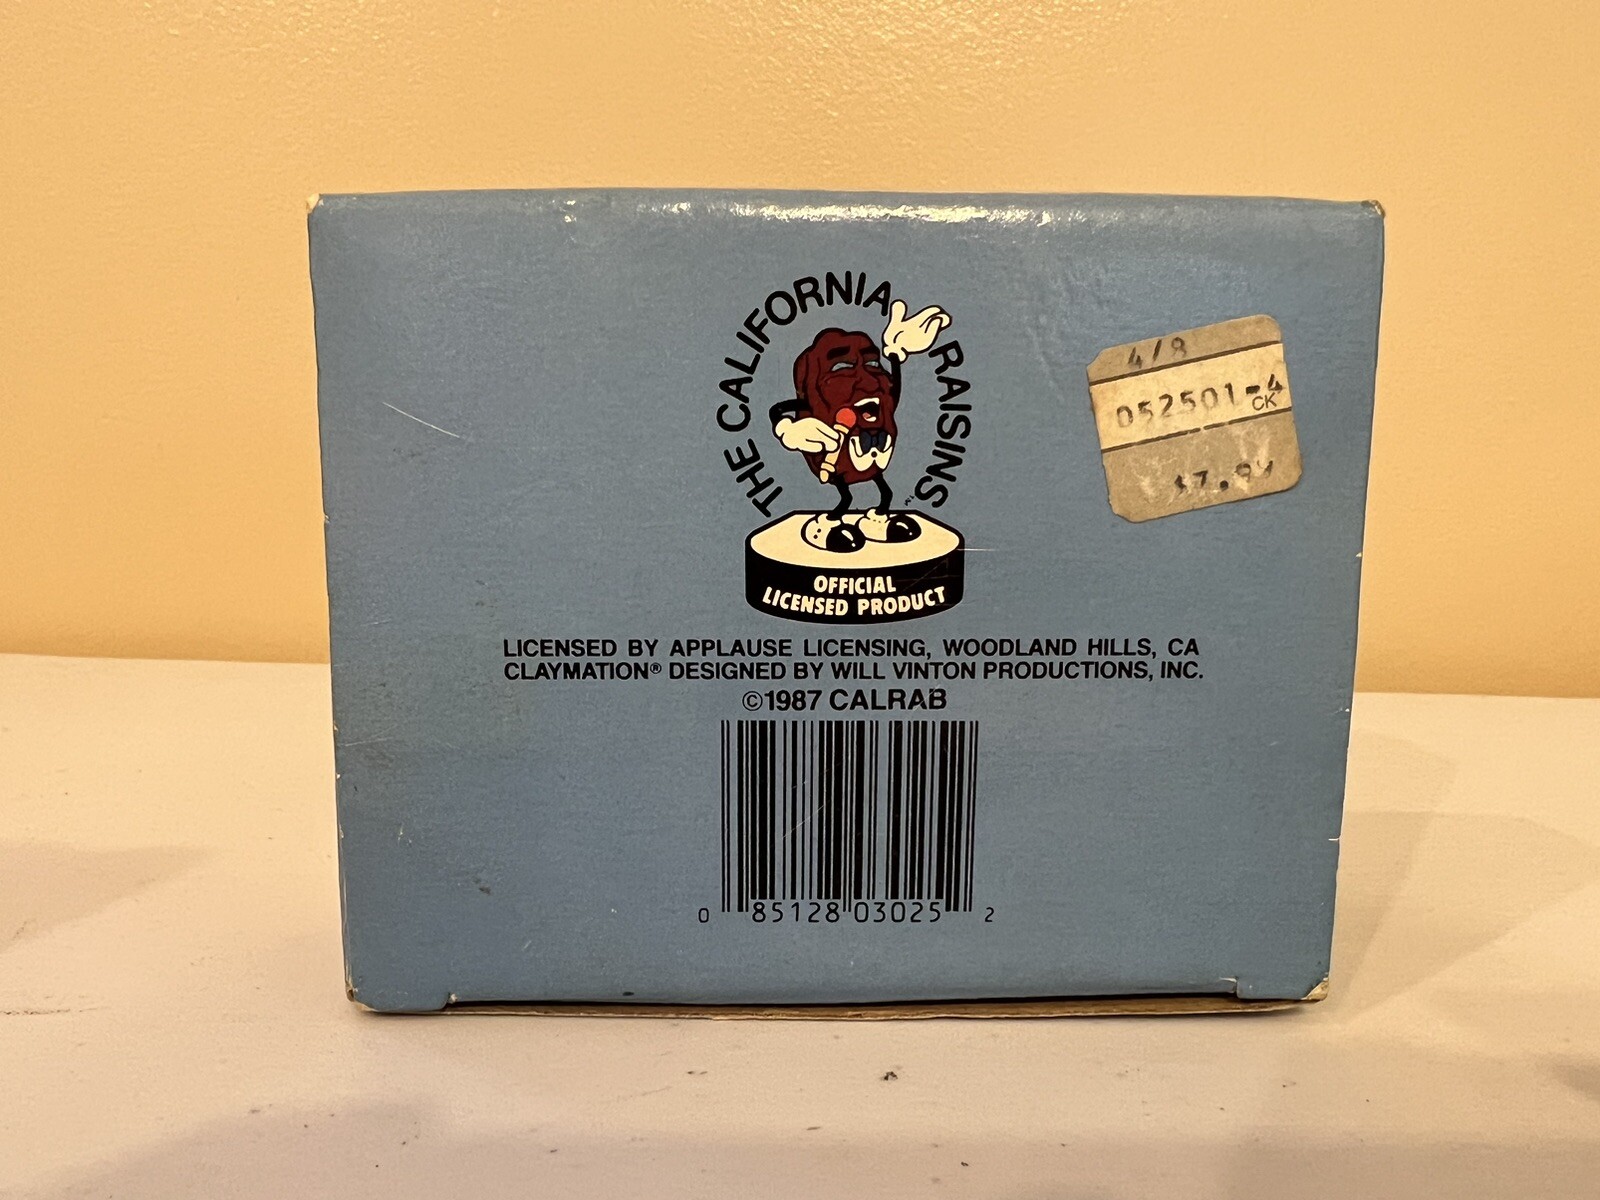 THE CALIFORNIA RAISINS™
OFFICIAL
LICENSED PRODUCT
LICENSED BY APPLAUSE LICENSING, WOODLAND HILLS, CA
CLAYMATION® DESIGNED BY WILL VINTON PRODUCTIONS, INC.
©1987 CALRAB
0 85128 03025 2
4/8
052501-4
CK